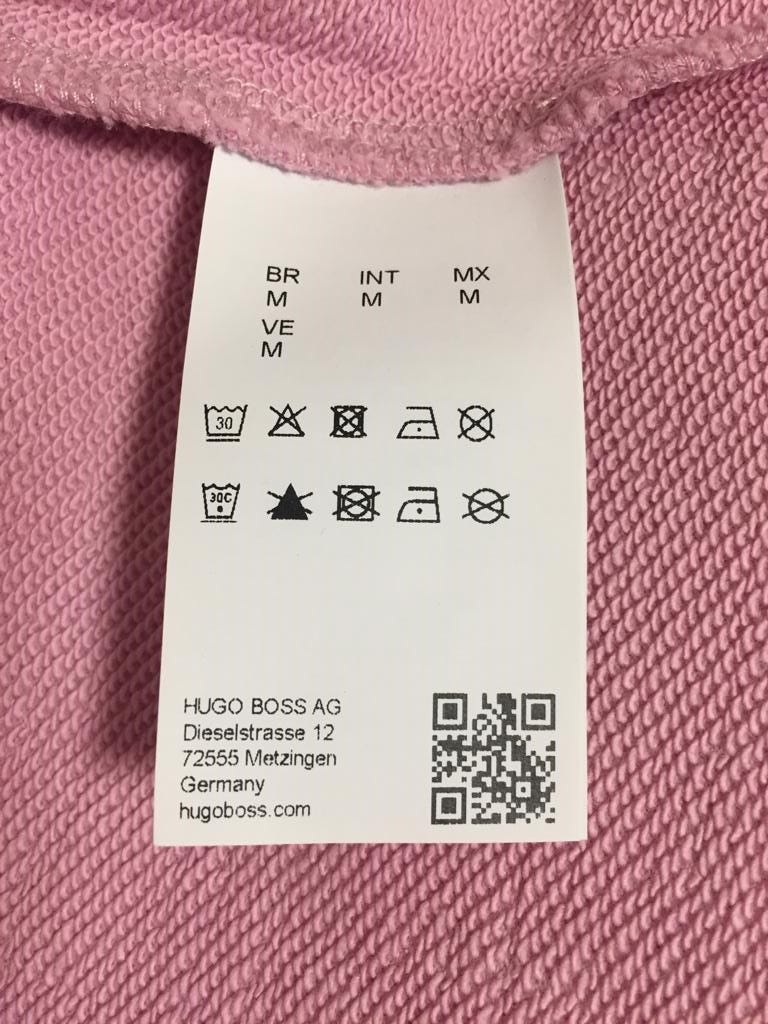 BR INT MX
M M M
VE
M
30
30C
HUGO BOSS AG
Dieselstrasse 12
72555 Metzingen
Germany
hugoboss.com